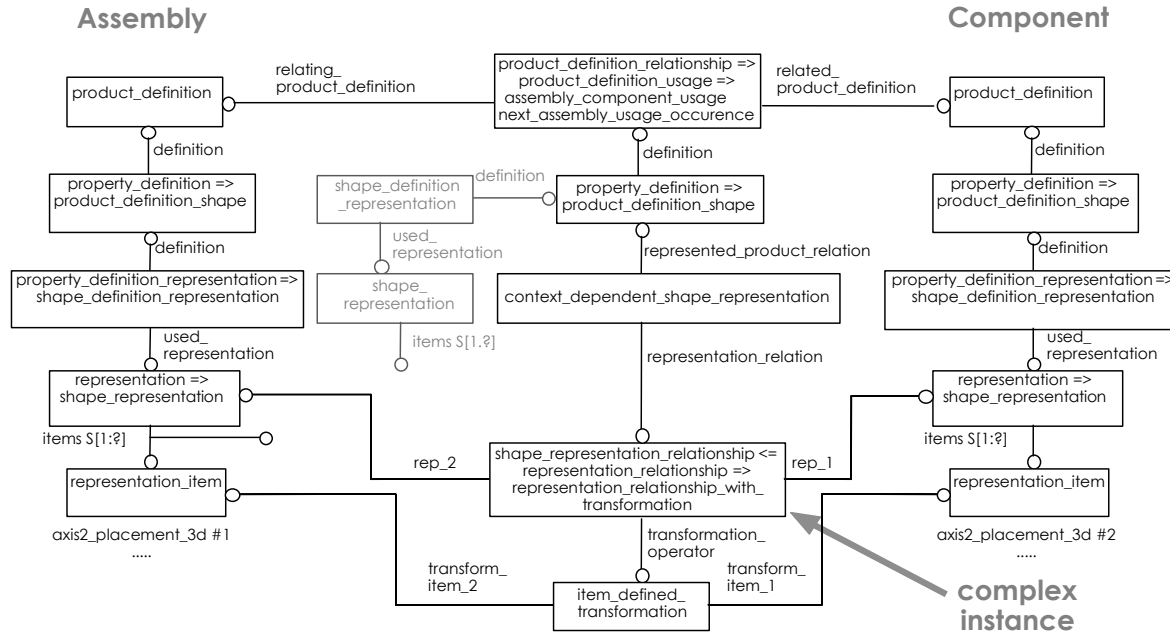 Assembly
Component
relating_
product_definition
product_definition_relationship =>
product_definition_usage =>
assembly_component_usage
next_assembly_usage_occurence
related_
product_definition
product_definition
product_definition
definition
definition
definition
property_definition =>
product_definition_shape
shape_definition
_representation
definition
property_definition =>
product_definition_shape
property_definition =>
product_definition_shape
definition
used_
representation
represented_product_relation
definition
property_definition_representation =>
shape_definition_representation
shape_
representation
context_dependent_shape_representation
property_definition_representation =>
shape_definition_representation
used_
representation
items S[1.?]
representation_relation
used_
representation
representation =>
shape_representation
representation =>
shape_representation
items S[1:?]
rep_2
shape_representation_relationship <=
representation_relationship =>
representation_relationship_with_
transformation
rep_1
items S[1:?]
representation_item
representation_item
axis2_placement_3d #1
.....
transformation_
operator
axis2_placement_3d #2
.....
transform_
item_2
transform_
item_1
item_defined_
transformation
complex
instance